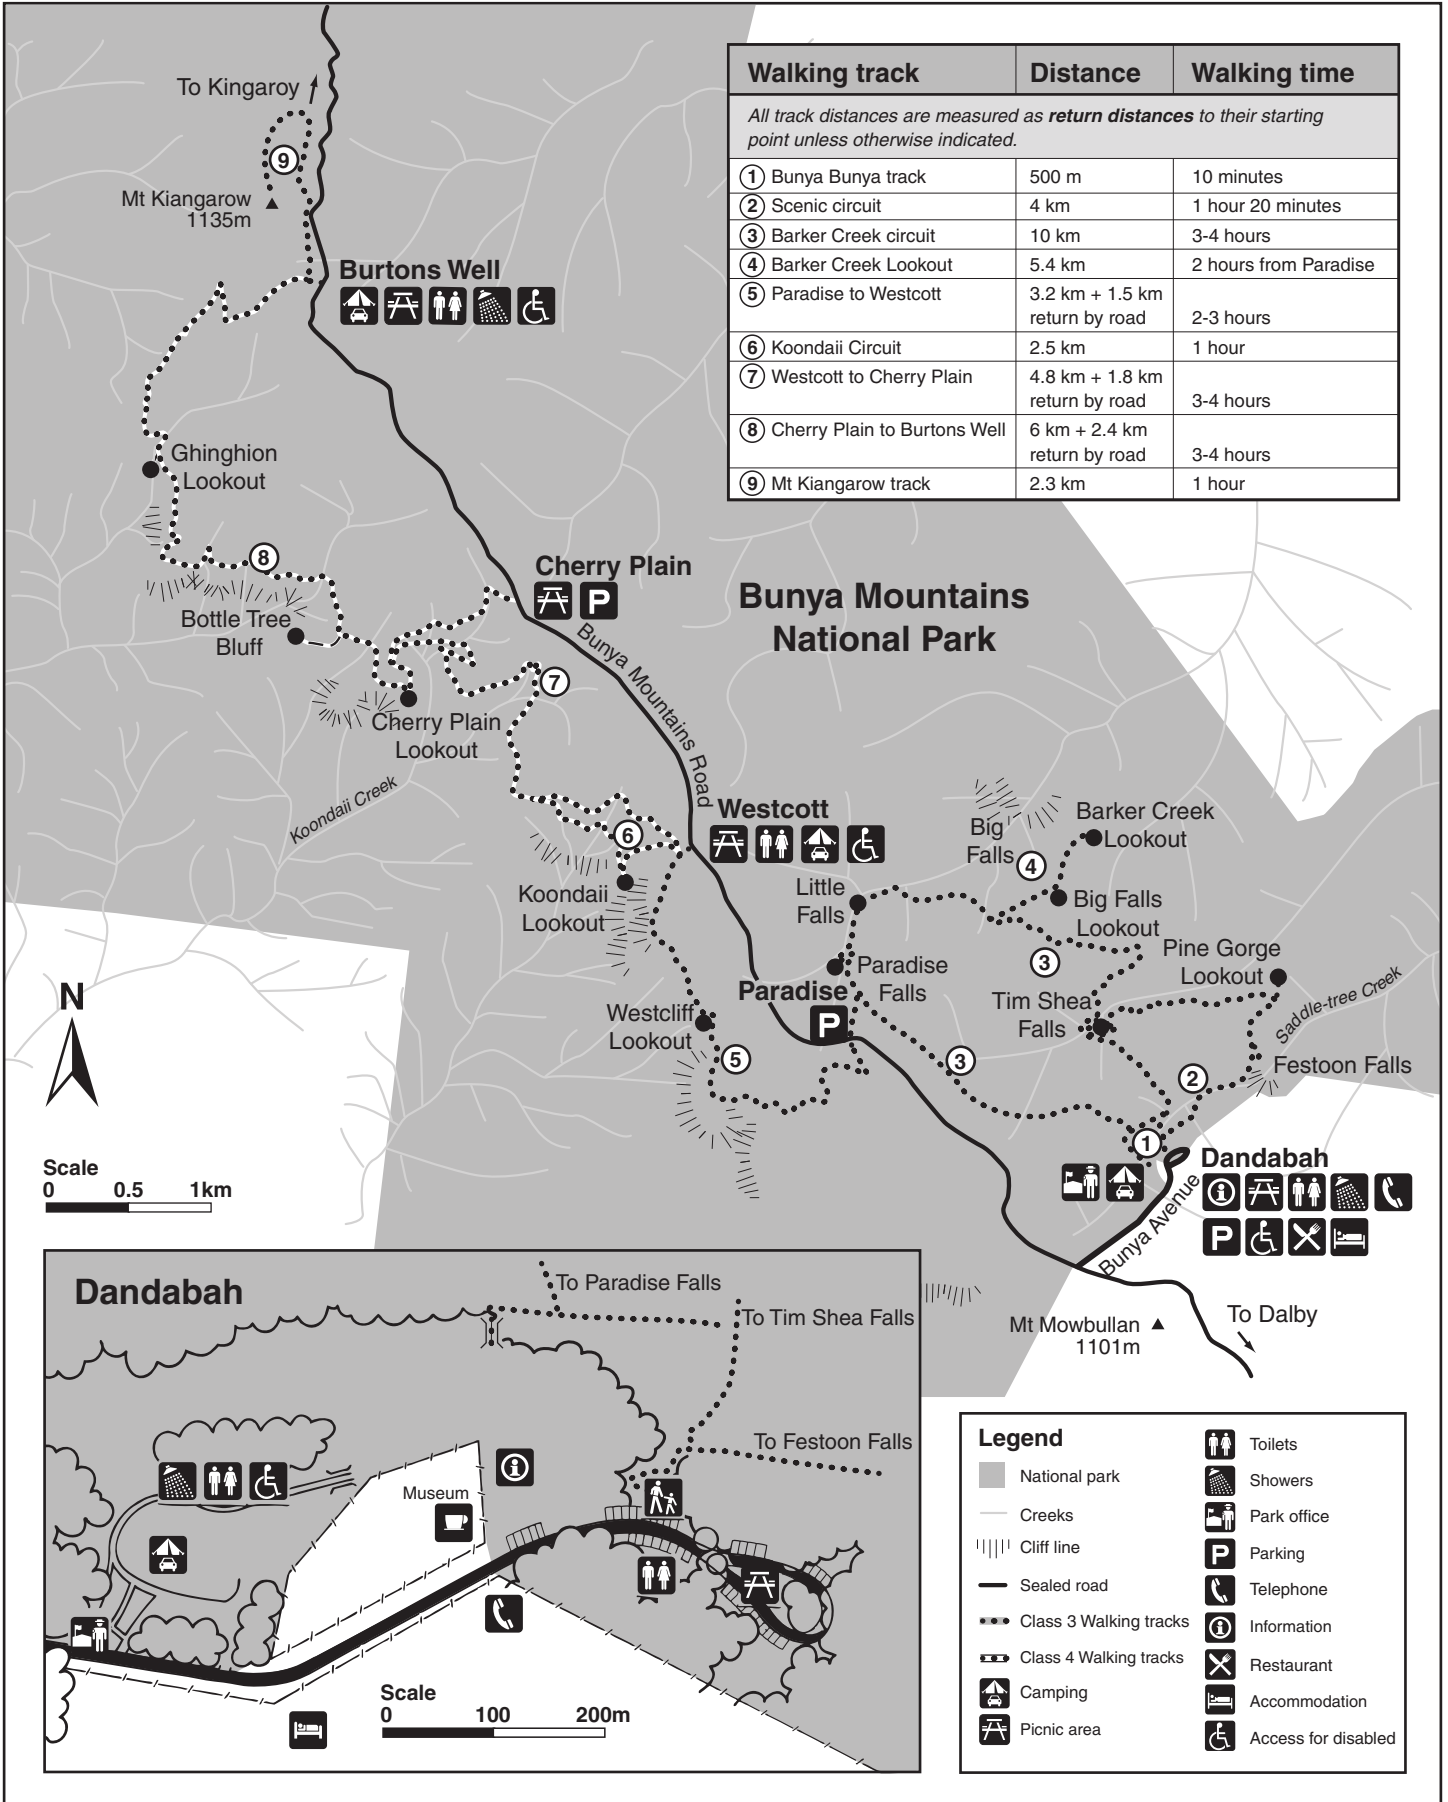 To Kingaroy
9
Mt Kiangarow
1135m
Burtons Well
Walking track Distance Walking time
All track distances are measured as return distances to their starting
point unless otherwise indicated.
1 Bunya Bunya track 500 m 10 minutes
2 Scenic circuit 4 km 1 hour 20 minutes
3 Barker Creek circuit 10 km 3-4 hours
4 Barker Creek Lookout 5.4 km 2 hours from Paradise
5 Paradise to Westcott 3.2 km + 1.5 km
return by road 2-3 hours
6 Koondaii Circuit 2.5 km 1 hour
7 Westcott to Cherry Plain 4.8 km + 1.8 km
return by road 3-4 hours
8 Cherry Plain to Burtons Well 6 km + 2.4 km
return by road 3-4 hours
9 Mt Kiangarow track 2.3 km 1 hour
Ghinghion
Lookout
8
Cherry Plain
P
Bottle Tree
Bluff
Bunya Mountains
National Park
Bunya Mountains Road
7
Cherry Plain
Lookout
Koondaii Creek
6
Westcott
Koondaii
Lookout
Big
Falls
4
Barker Creek
Lookout
Little
Falls
Big Falls
Lookout
3
Pine Gorge
Lookout
Saddle-tree Creek
Paradise
Falls
Paradise
P
Tim Shea
Falls
Westcliff
Lookout
5
3
2
Festoon Falls
1
N
Scale
0 0.5 1km
Dandabah
P
Bunya Avenue
Mt Mowbullan
1101m
To Dalby
Dandabah
To Paradise Falls
To Tim Shea Falls
To Festoon Falls
Museum
Scale
0 100 200m
Legend
National park
Creeks
Cliff line
Sealed road
Class 3 Walking tracks
Class 4 Walking tracks
Camping
Picnic area
Toilets
Showers
Park office
P Parking
Telephone
Information
Restaurant
Accommodation
Access for disabled